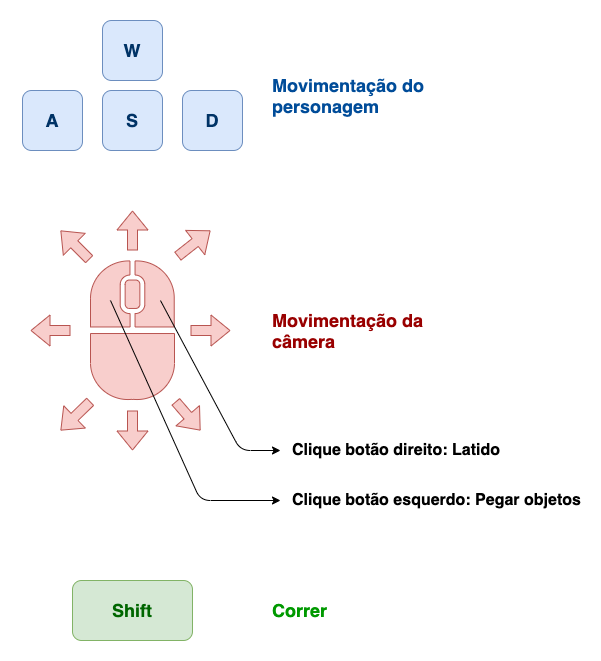 W
A S D
Movimentação do
personagem
Movimentação da
câmera
Clique botão direito: Latido
Clique botão esquerdo: Pegar objetos
Shift
Correr